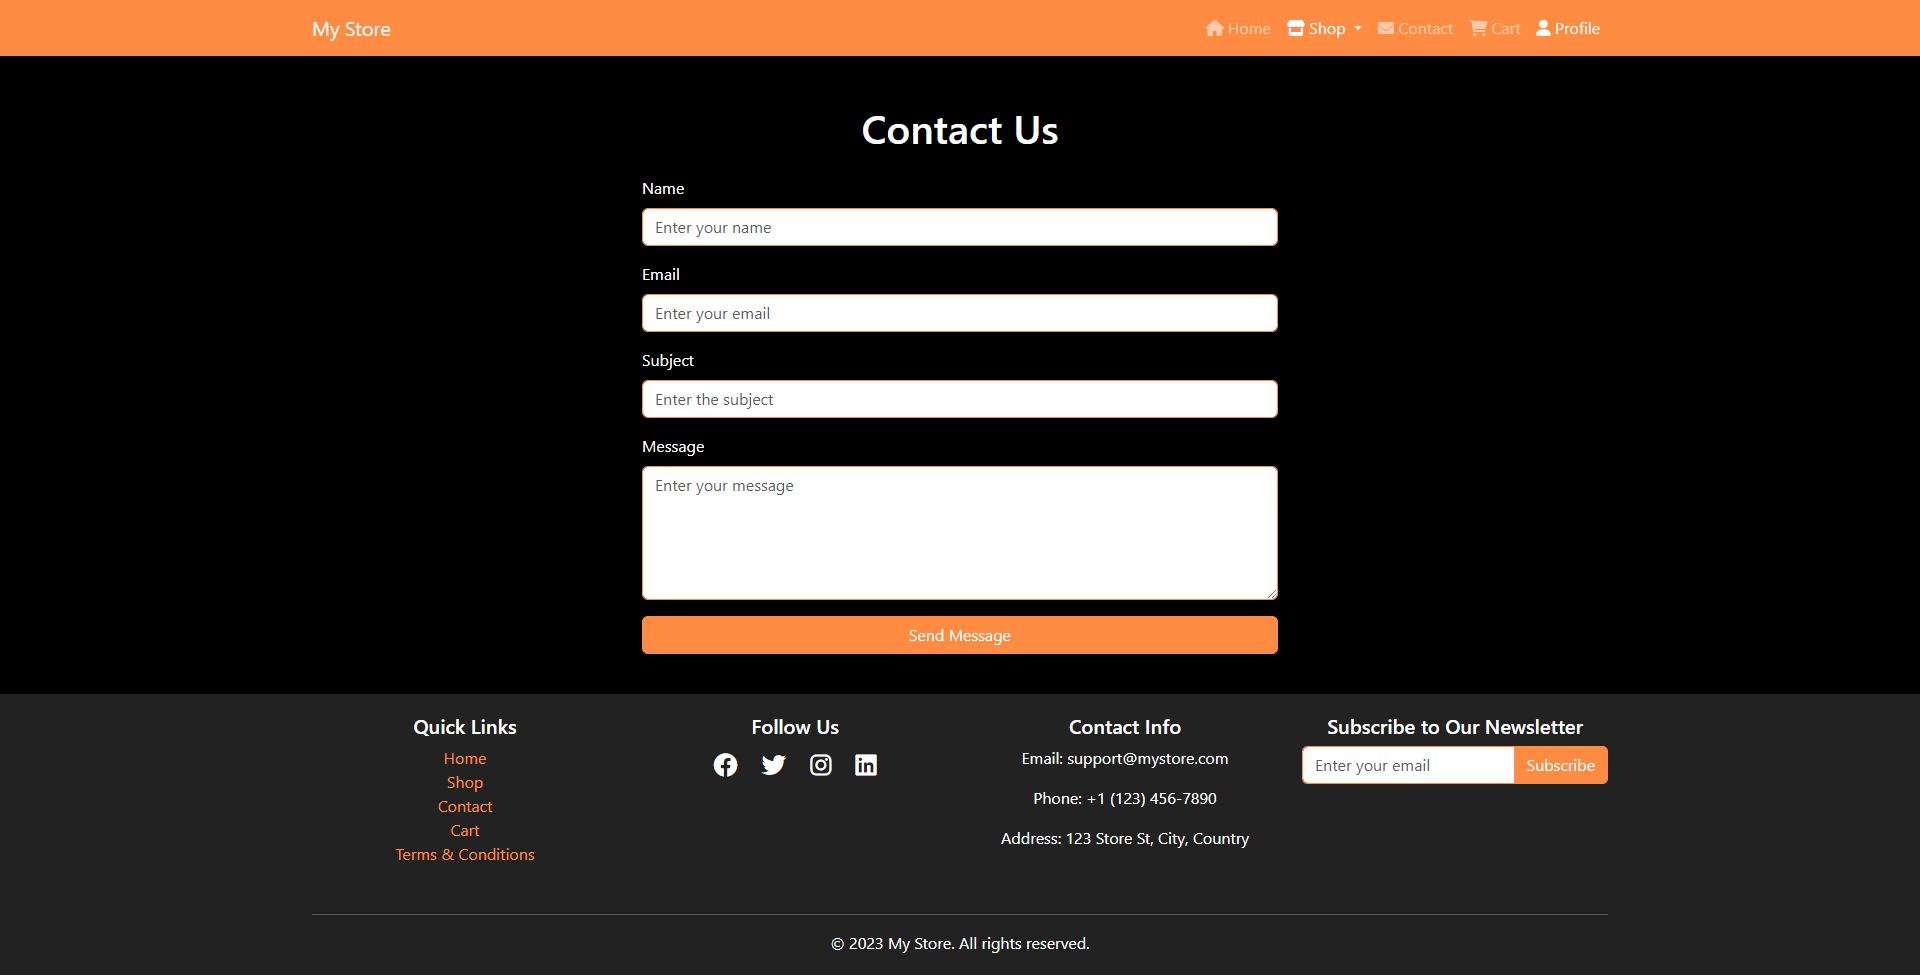 My Store
Home Shop Contact Cart Profile
Contact Us
Name
Enter your name
Email
Enter your email
Subject
Enter the subject
Message
Enter your message
Send Message
Quick Links
Home
Shop
Contact
Cart
Terms & Conditions
Follow Us
Contact Info
Email: support@mystore.com
Phone: +1 (123) 456-7890
Address: 123 Store St, City, Country
Subscribe to Our Newsletter
Enter your email
Subscribe
© 2023 My Store. All rights reserved.